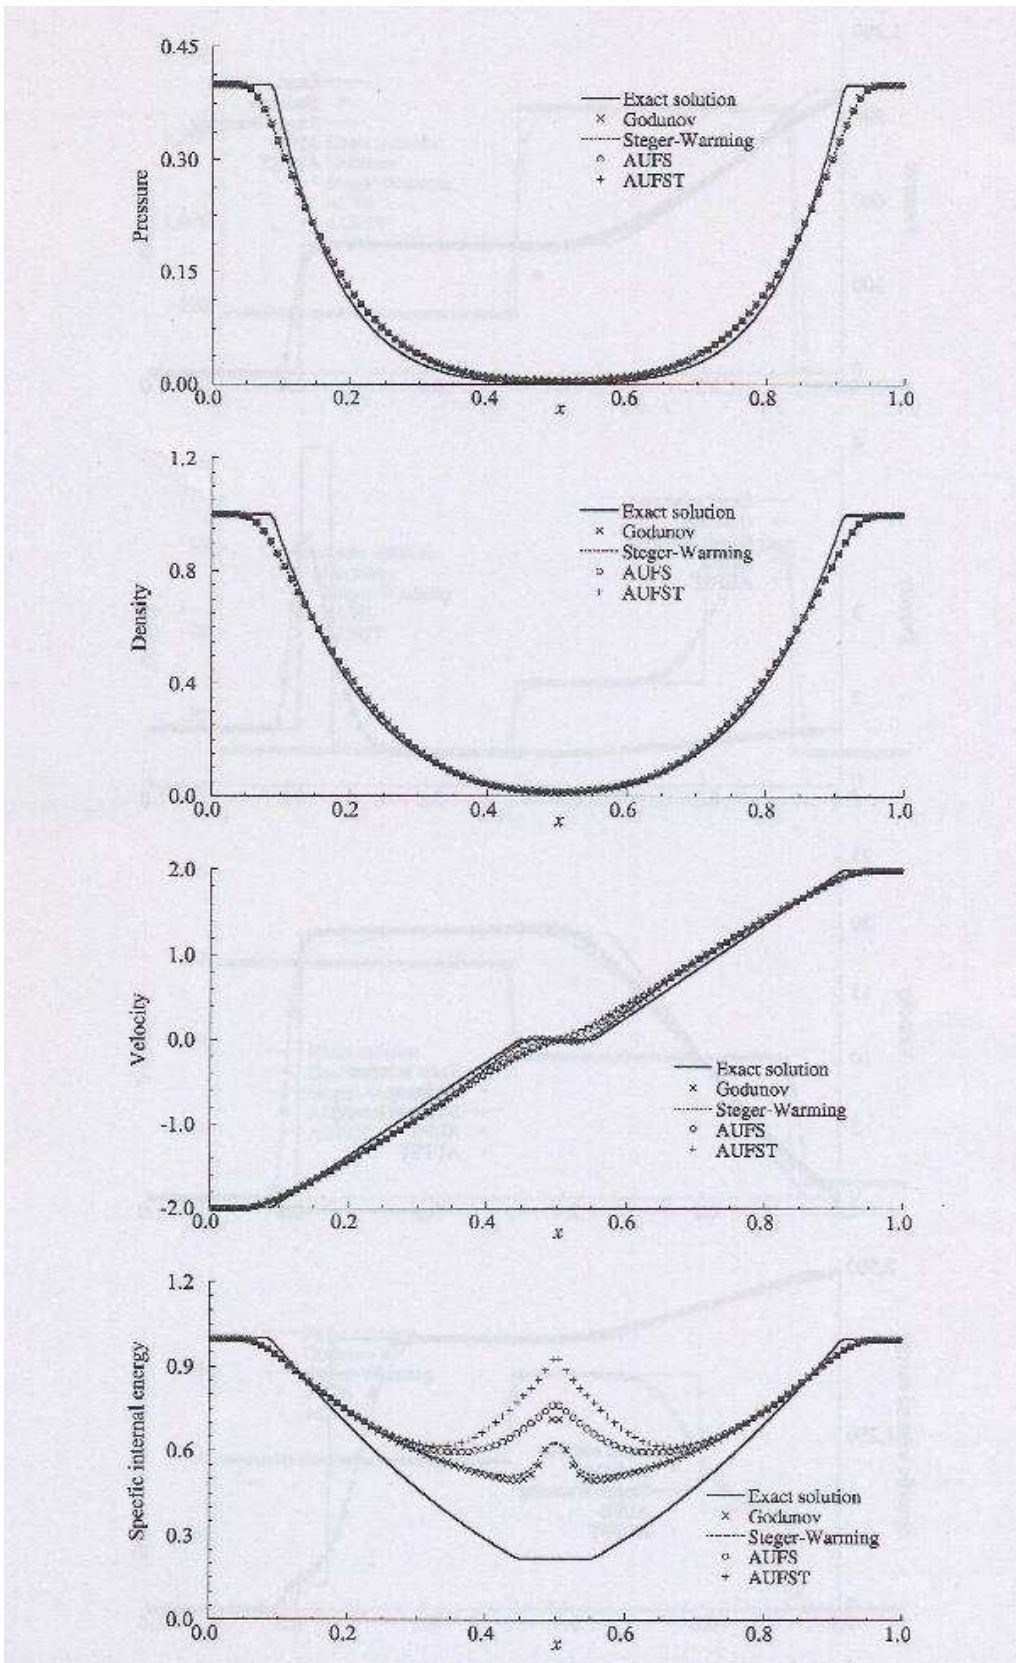 Pressure
0.45
0.30
0.15
0.00
0.0 0.2 0.4 0.6 0.8 1.0
x
Exact solution
Godunov
Steger-Warming
AUFS
AUFST
Density
1.2
0.8
0.4
0.0
0.0 0.2 0.4 0.6 0.8 1.0
x
Exact solution
Godunov
Steger-Warming
AUFS
AUFST
Velocity
2.0
1.0
0.0
-1.0
-2.0
0.0 0.2 0.4 0.6 0.8 1.0
x
Exact solution
Godunov
Steger-Warming
AUFS
AUFST
Specfic internal energy
1.2
0.9
0.6
0.3
0.0
0.0 0.2 0.4 0.6 0.8 1.0
x
Exact solution
Godunov
Steger-Warming
AUFS
AUFST